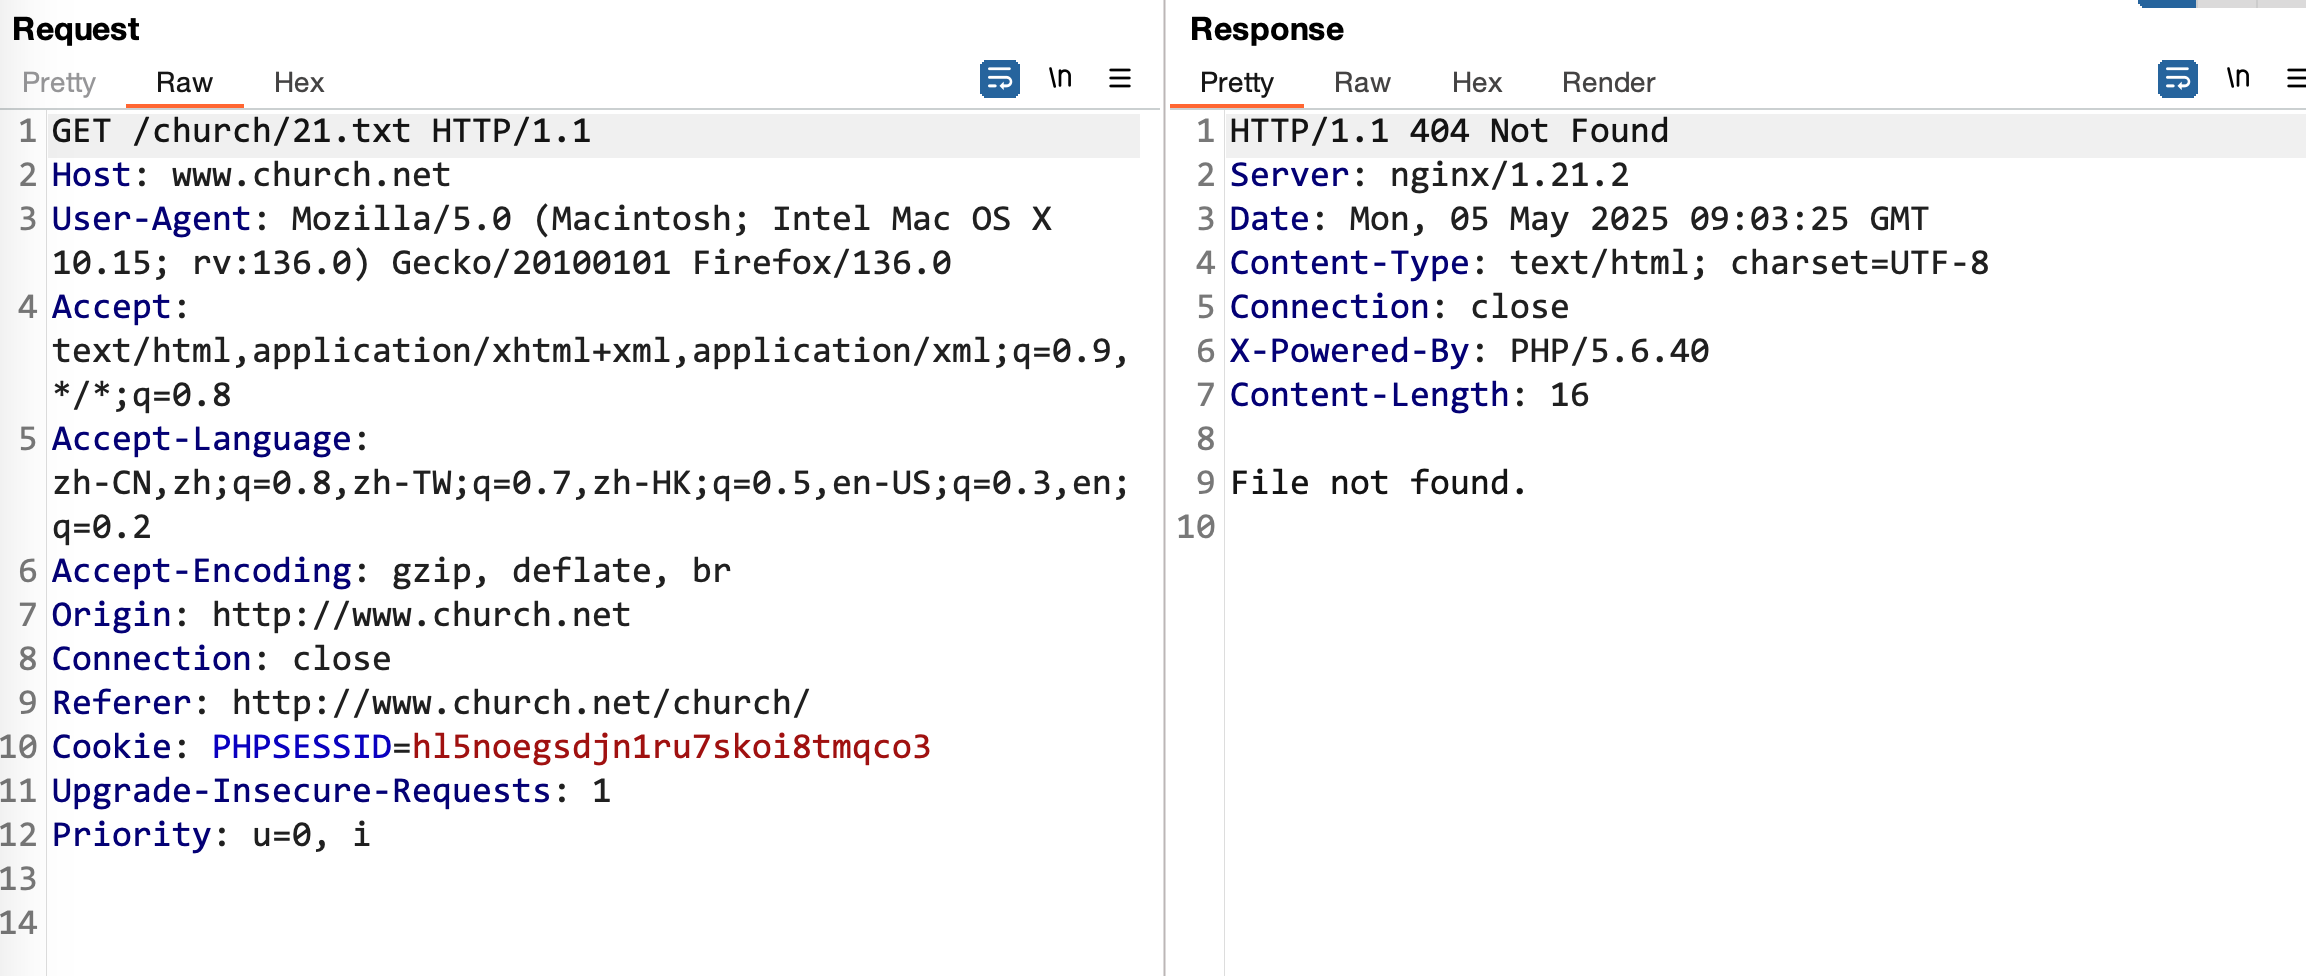 Request
Pretty Raw Hex \n
1 GET /church/21.txt HTTP/1.1
2 Host: www.church.net
3 User-Agent: Mozilla/5.0 (Macintosh; Intel Mac OS X
10.15; rv:136.0) Gecko/20100101 Firefox/136.0
4 Accept:
text/html,application/xhtml+xml,application/xml;q=0.9,
*/*;q=0.8
5 Accept-Language:
zh-CN,zh;q=0.8,zh-TW;q=0.7,zh-HK;q=0.5,en-US;q=0.3,en;
q=0.2
6 Accept-Encoding: gzip, deflate, br
7 Origin: http://www.church.net
8 Connection: close
9 Referer: http://www.church.net/church/
10 Cookie: PHPSESSID=hl5noegsdjn1ru7skoi8tmqco3
11 Upgrade-Insecure-Requests: 1
12 Priority: u=0, i
13
14
Response
Pretty Raw Hex Render \n
1 HTTP/1.1 404 Not Found
2 Server: nginx/1.21.2
3 Date: Mon, 05 May 2025 09:03:25 GMT
4 Content-Type: text/html; charset=UTF-8
5 Connection: close
6 X-Powered-By: PHP/5.6.40
7 Content-Length: 16
8
9 File not found.
10